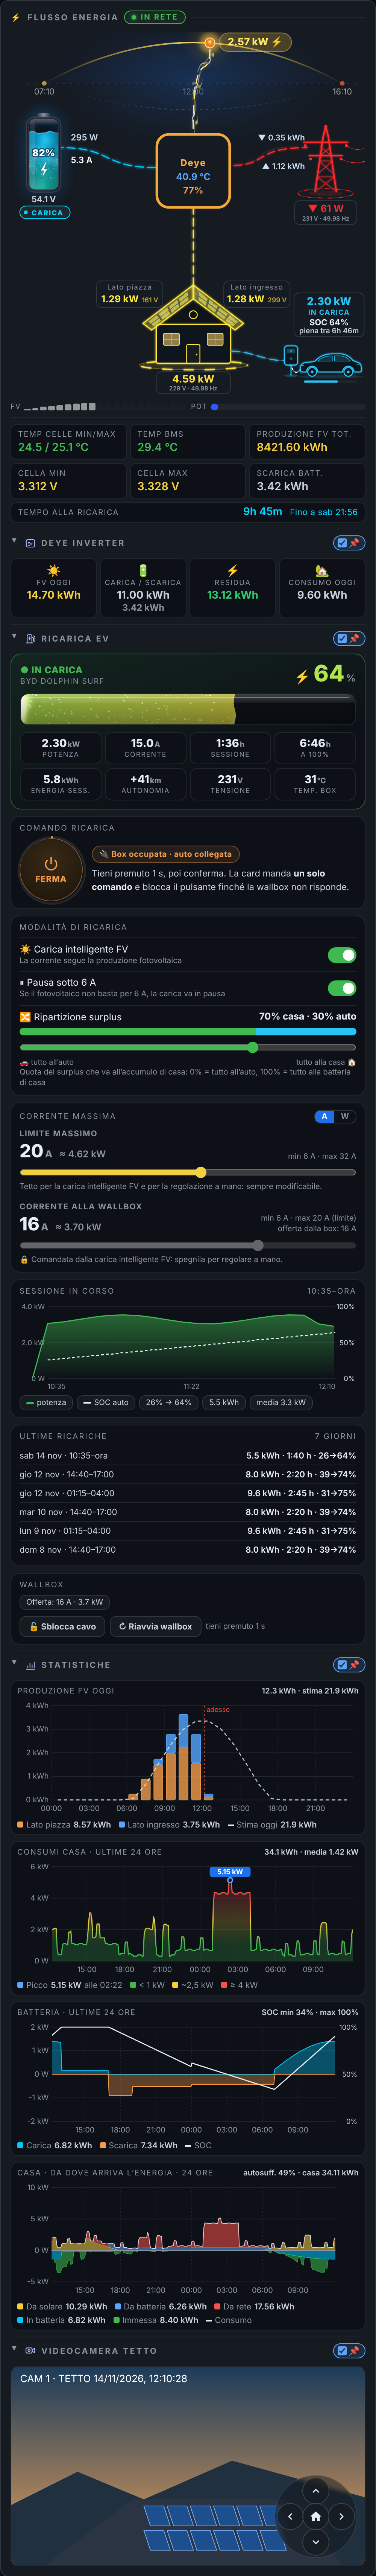 FLUSSO ENERGIA IN RETE
2.57 kW
07:10 12:10 16:10
295 W
5.3 A
82%
54.1 V
CARICA
Deye
40.9 °C
77%
▼ 0.35 kWh
▲ 1.12 kWh
▼ 61 W
231 V · 49.98 Hz
Lato piazza
1.29 kW 161 V
Lato ingresso
1.28 kW 299 V
2.30 kW
IN CARICA
SOC 64%
piena tra 6h 46m
4.59 kW
229 V · 49.98 Hz
FV POT
TEMP CELLE MIN/MAX
24.5 / 25.1 °C
TEMP BMS
29.4 °C
PRODUZIONE FV TOT.
8421.60 kWh
CELLA MIN
3.312 V
CELLA MAX
3.328 V
SCARICA BATT.
3.42 kWh
TEMPO ALLA RICARICA 9h 45m Fino a sab 21:56
DEYE INVERTER
FV OGGI
14.70 kWh
CARICA / SCARICA
11.00 kWh
3.42 kWh
RESIDUA
13.12 kWh
CONSUMO OGGI
9.60 kWh
RICARICA EV
IN CARICA
BYD DOLPHIN SURF
64%
2.30 kW
POTENZA
15.0 A
CORRENTE
1:36 h
SESSIONE
6:46 h
A 100%
5.8 kWh
ENERGIA SESS.
+41 km
AUTONOMIA
231 V
TENSIONE
31 °C
TEMP. BOX
COMANDO RICARICA
FERMA
Box occupata · auto collegata
Tieni premuto 1 s, poi conferma. La card manda un solo
comando e blocca il pulsante finché la wallbox non risponde.
MODALITÀ DI RICARICA
Carica intelligente FV
La corrente segue la produzione fotovoltaica
Pausa sotto 6 A
Se il fotovoltaico non basta per 6 A, la carica va in pausa
Ripartizione surplus 70% casa · 30% auto
tutto all'auto tutto alla casa
Quota del surplus che va all'accumulo di casa: 0% = tutto all'auto, 100% = tutto alla batteria
di casa
CORRENTE MASSIMA A W
LIMITE MASSIMO
20 A ≈ 4.62 kW min 6 A · max 32 A
Tetto per la carica intelligente FV e per la regolazione a mano: sempre modificabile.
CORRENTE ALLA WALLBOX
16 A ≈ 3.70 kW
min 6 A · max 20 A (limite)
offerta dalla box: 16 A
Comandata dalla carica intelligente FV: spegnila per regolare a mano.
SESSIONE IN CORSO 10:35–ORA
4.0 kW 100%
2.0 kW 50%
0 W 0%
10:35 11:22 12:10
potenza SOC auto 26% → 64% 5.5 kWh media 3.3 kW
ULTIME RICARICHE 7 GIORNI
sab 14 nov · 10:35–ora 5.5 kWh · 1:40 h · 26→64%
gio 12 nov · 14:40–17:00 8.0 kWh · 2:20 h · 39→74%
gio 12 nov · 01:15–04:00 9.6 kWh · 2:45 h · 31→75%
mar 10 nov · 14:40–17:00 8.0 kWh · 2:20 h · 39→74%
lun 9 nov · 01:15–04:00 9.6 kWh · 2:45 h · 31→75%
dom 8 nov · 14:40–17:00 8.0 kWh · 2:20 h · 39→74%
WALLBOX
Offerta: 16 A · 3.7 kW
Sblocca cavo Riavvia wallbox tieni premuto 1 s
STATISTICHE
PRODUZIONE FV OGGI 12.3 kWh · stima 21.9 kWh
4 kWh
adesso
3 kWh
2 kWh
1 kWh
0 kWh
00:00 03:00 06:00 09:00 12:00 15:00 18:00 21:00
Lato piazza 8.57 kWh Lato ingresso 3.75 kWh Stima oggi 21.9 kWh
CONSUMI CASA · ULTIME 24 ORE 34.1 kWh · media 1.42 kW
6 kW
5.15 kW
4 kW
2 kW
0 W
15:00 18:00 21:00 00:00 03:00 06:00 09:00
Picco 5.15 kW alle 02:22 < 1 kW ~2,5 kW ≥ 4 kW
BATTERIA · ULTIME 24 ORE SOC min 34% · max 100%
2 kW 100%
1 kW
0 W 50%
-1 kW
-2 kW 0%
15:00 18:00 21:00 00:00 03:00 06:00 09:00
Carica 6.82 kWh Scarica 7.34 kWh SOC
CASA · DA DOVE ARRIVA L'ENERGIA · 24 ORE autosuff. 49% · casa 34.11 kWh
10 kW
5 kW
0 W
-5 kW
15:00 18:00 21:00 00:00 03:00 06:00 09:00
Da solare 10.29 kWh Da batteria 6.26 kWh Da rete 17.56 kWh
In batteria 6.82 kWh Immessa 8.40 kWh Consumo
VIDEOCAMERA TETTO
CAM 1 · TETTO 14/11/2026, 12:10:28